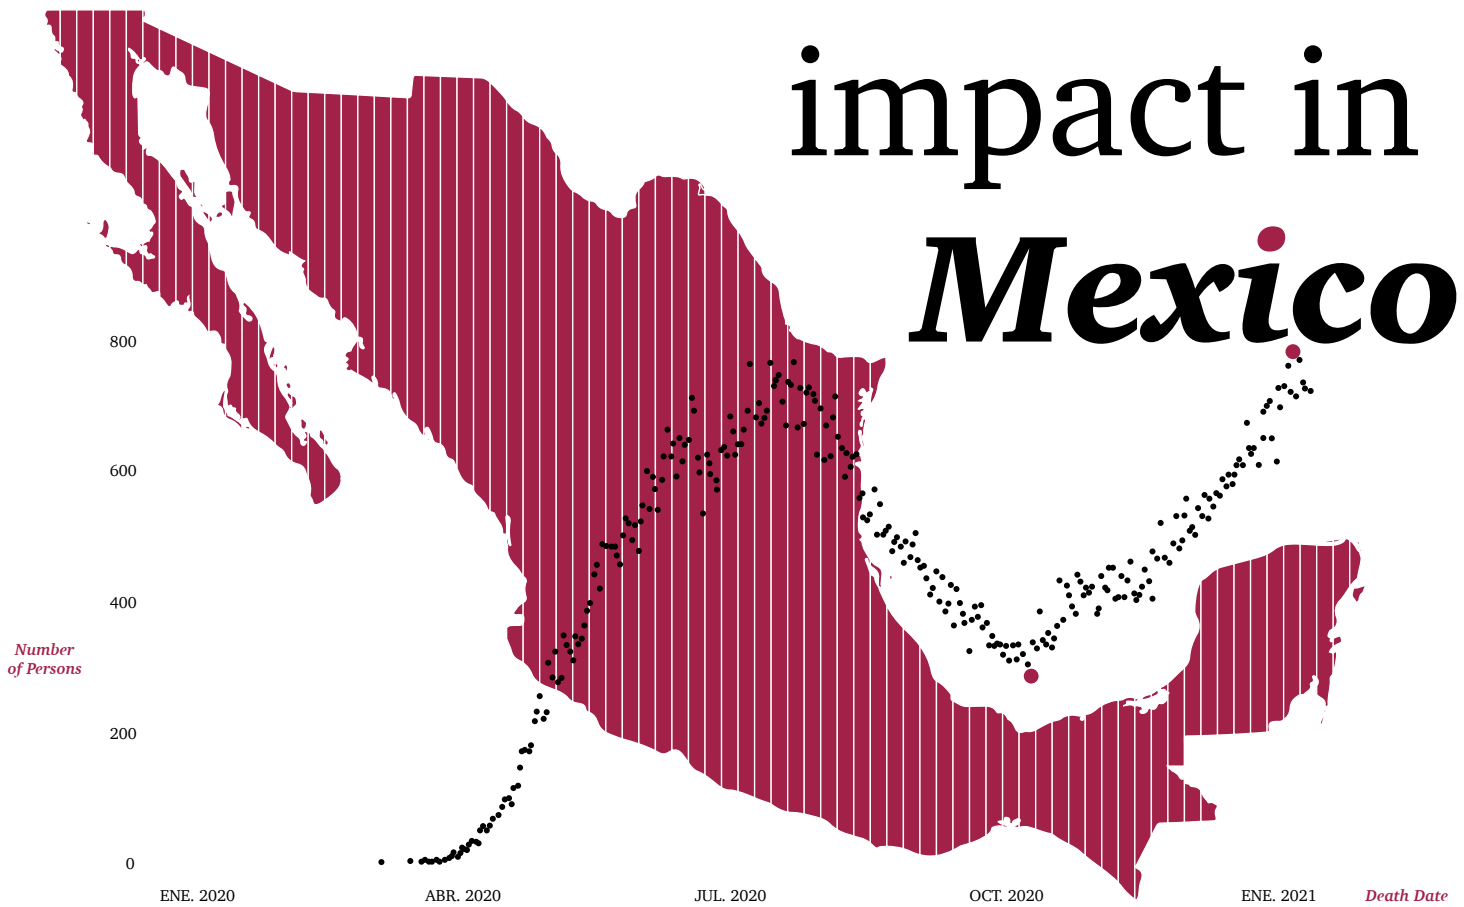 impact in
Mexico
800
600
400
Number
of Persons
200
0
ENE. 2020 ABR. 2020 JUL. 2020 OCT. 2020 ENE. 2021 Death Date